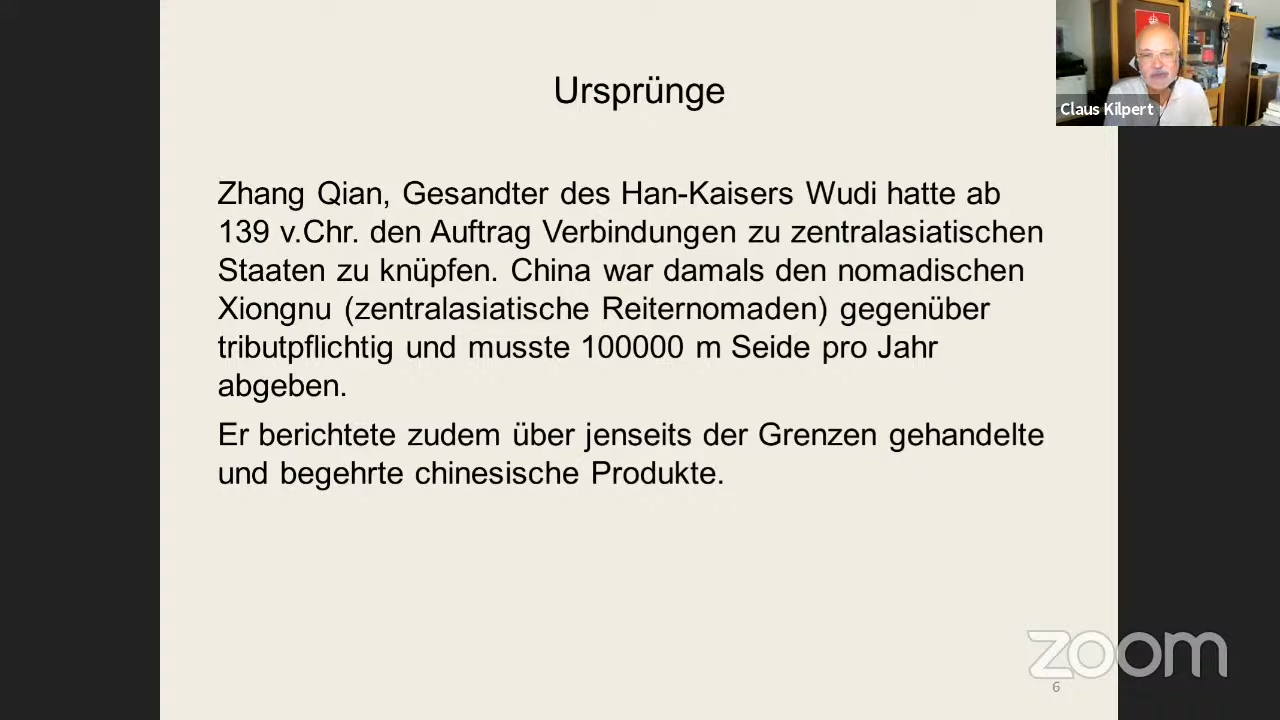 Ursprünge
Claus Kilpert
Zhang Qian, Gesandter des Han-Kaisers Wudi hatte ab
139 v.Chr. den Auftrag Verbindungen zu zentralasiatischen
Staaten zu knüpfen. China war damals den nomadischen
Xiongnu (zentralasiatische Reiternomaden) gegenüber
tributpflichtig und musste 100000 m Seide pro Jahr
abgeben.
Er berichtete zudem über jenseits der Grenzen gehandelte
und begehrte chinesische Produkte.
zoom
6